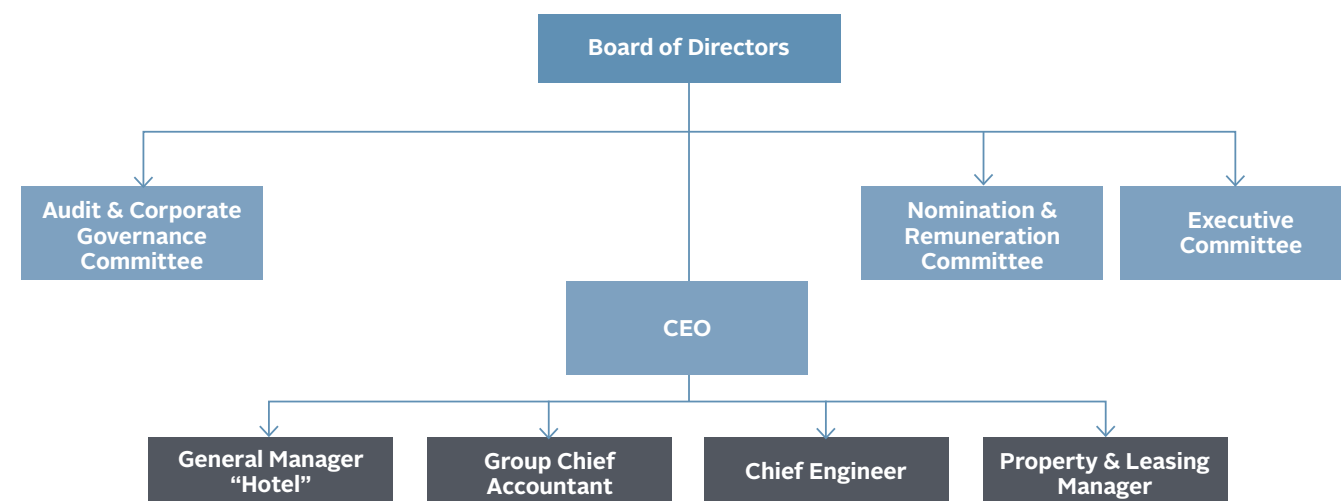 Board of Directors
Audit & Corporate
Governance
Committee
Nomination &
Remuneration
Committee
Executive
Committee
CEO
General Manager
“Hotel”
Group Chief
Accountant
Chief Engineer
Property & Leasing
Manager